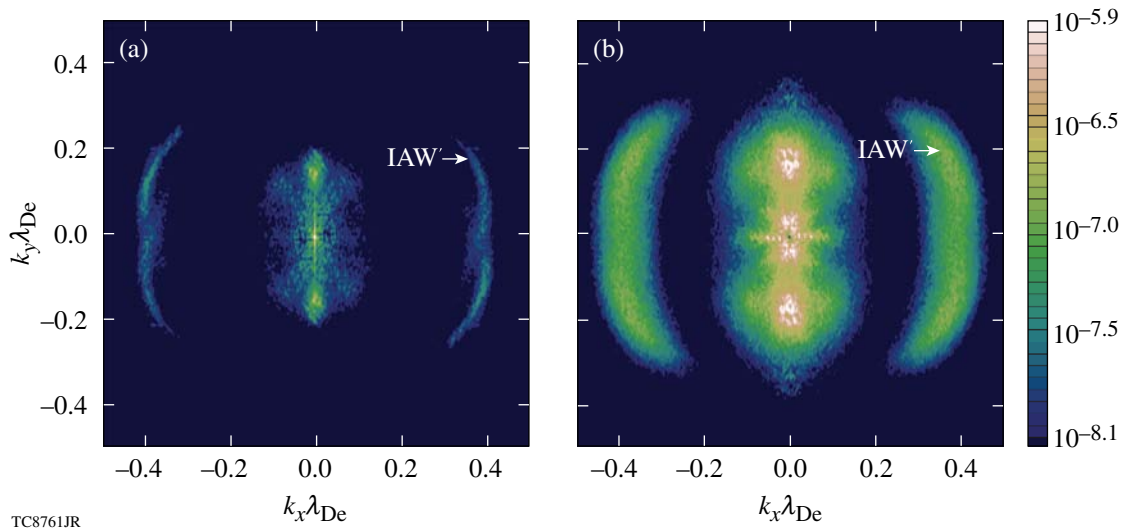 (a)
(b)
IAW′
IAW′
0.4
0.2
0.0
–0.2
–0.4
k_yλ_De
–0.4 –0.2 0.0 0.2 0.4
–0.4 –0.2 0.0 0.2 0.4
k_xλ_De
k_xλ_De
10^–5.9
10^–6.5
10^–7.0
10^–7.5
10^–8.1
TC8761JR